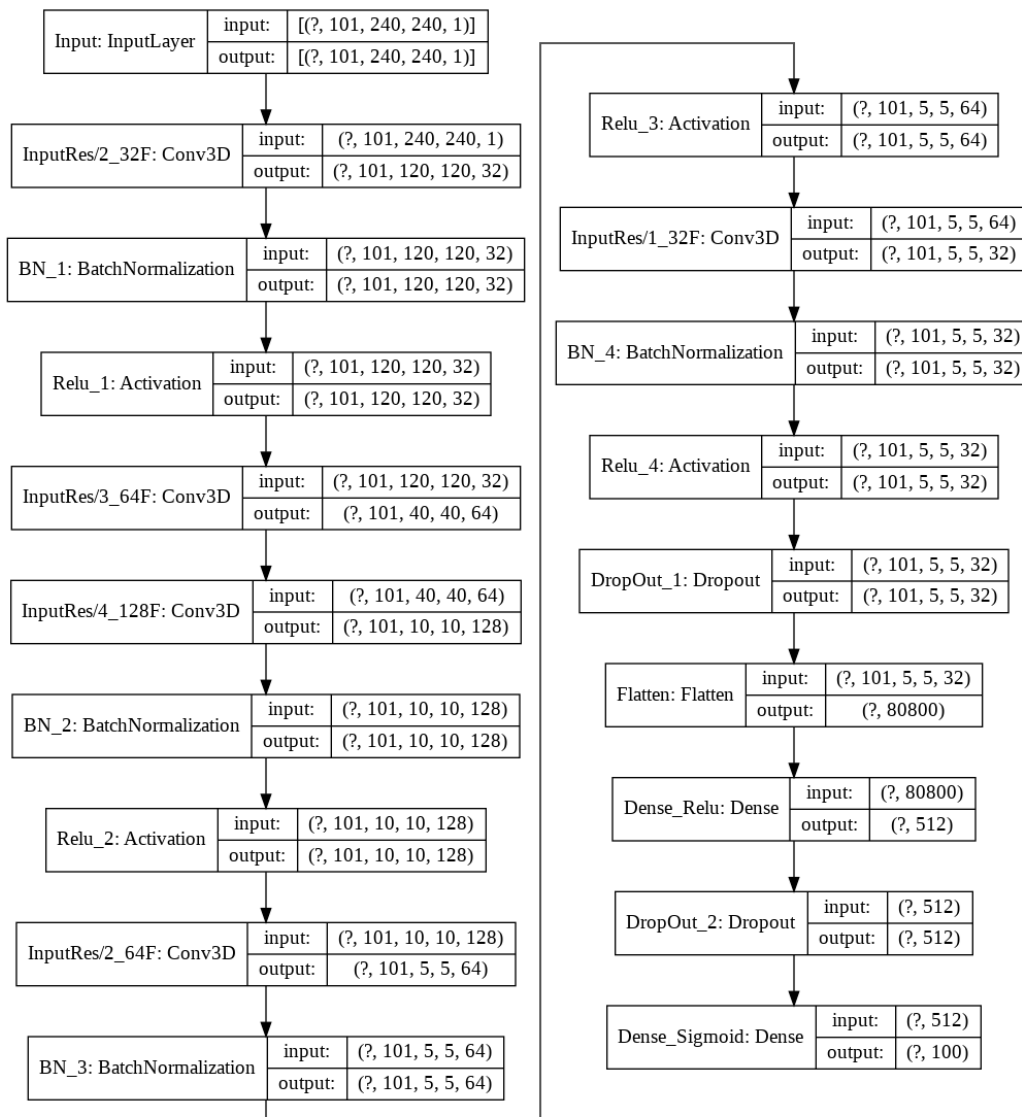 Input: InputLayer
input: [(?, 101, 240, 240, 1)]
output: [(?, 101, 240, 240, 1)]
InputRes/2_32F: Conv3D
input: (?, 101, 240, 240, 1)
output: (?, 101, 120, 120, 32)
BN_1: BatchNormalization
input: (?, 101, 120, 120, 32)
output: (?, 101, 120, 120, 32)
Relu_1: Activation
input: (?, 101, 120, 120, 32)
output: (?, 101, 120, 120, 32)
InputRes/3_64F: Conv3D
input: (?, 101, 120, 120, 32)
output: (?, 101, 40, 40, 64)
InputRes/4_128F: Conv3D
input: (?, 101, 40, 40, 64)
output: (?, 101, 10, 10, 128)
BN_2: BatchNormalization
input: (?, 101, 10, 10, 128)
output: (?, 101, 10, 10, 128)
Relu_2: Activation
input: (?, 101, 10, 10, 128)
output: (?, 101, 10, 10, 128)
InputRes/2_64F: Conv3D
input: (?, 101, 10, 10, 128)
output: (?, 101, 5, 5, 64)
BN_3: BatchNormalization
input: (?, 101, 5, 5, 64)
output: (?, 101, 5, 5, 64)
Relu_3: Activation
input: (?, 101, 5, 5, 64)
output: (?, 101, 5, 5, 64)
InputRes/1_32F: Conv3D
input: (?, 101, 5, 5, 64)
output: (?, 101, 5, 5, 32)
BN_4: BatchNormalization
input: (?, 101, 5, 5, 32)
output: (?, 101, 5, 5, 32)
Relu_4: Activation
input: (?, 101, 5, 5, 32)
output: (?, 101, 5, 5, 32)
DropOut_1: Dropout
input: (?, 101, 5, 5, 32)
output: (?, 101, 5, 5, 32)
Flatten: Flatten
input: (?, 101, 5, 5, 32)
output: (?, 80800)
Dense_Relu: Dense
input: (?, 80800)
output: (?, 512)
DropOut_2: Dropout
input: (?, 512)
output: (?, 512)
Dense_Sigmoid: Dense
input: (?, 512)
output: (?, 100)